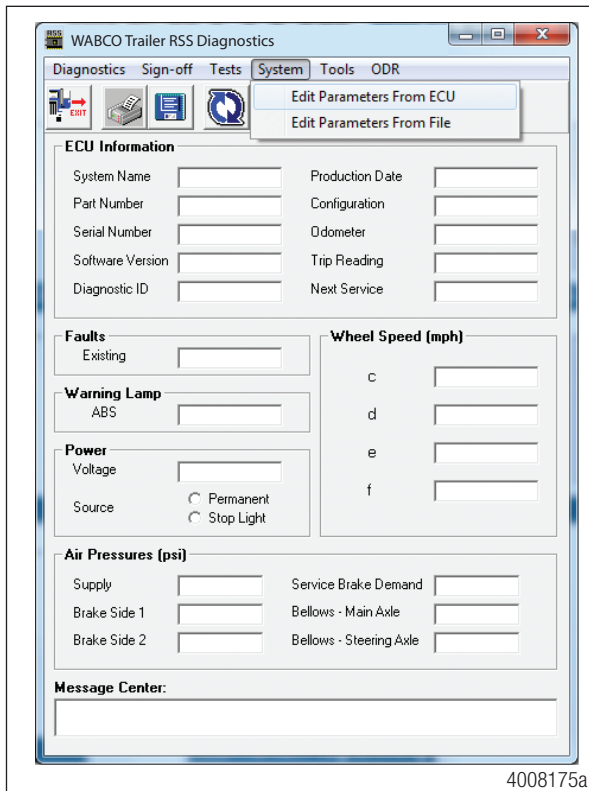 RSS
WABCO Trailer RSS Diagnostics
Diagnostics Sign-off Tests System Tools ODR
Edit Parameters From ECU
Edit Parameters From File
EXIT
ECU Information
System Name
Production Date
Part Number
Configuration
Serial Number
Odometer
Software Version
Trip Reading
Diagnostic ID
Next Service
Faults
Existing
Wheel Speed (mph)
c
d
e
f
Warning Lamp
ABS
Power
Voltage
Source
Permanent
Stop Light
Air Pressures (psi)
Supply
Service Brake Demand
Brake Side 1
Bellows - Main Axle
Brake Side 2
Bellows - Steering Axle
Message Center:
4008175a